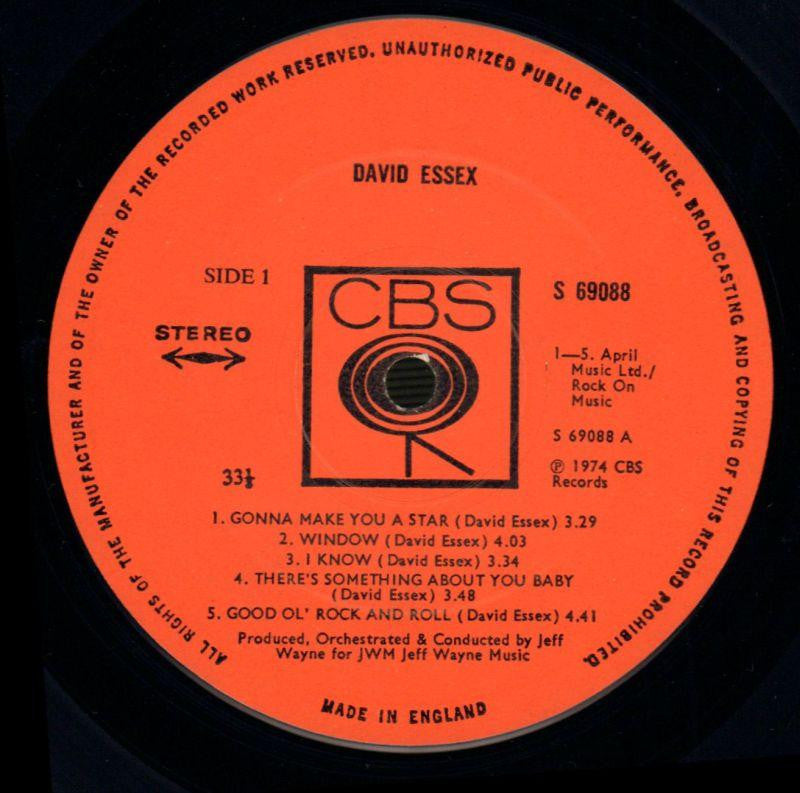 ALL RIGHTS OF THE MANUFACTURER AND OF THE OWNER OF THE RECORDED WORK RESERVED. UNAUTHORIZED PUBLIC PERFORMANCE, BROADCASTING AND COPYING OF THIS RECORD PROHIBITED.
DAVID ESSEX
SIDE 1
STEREO
CBS
S 69088
1—5. April
Music Ltd./
Rock On
Music
S 69088 A
℗ 1974 CBS
Records
33⅓
1. GONNA MAKE YOU A STAR (David Essex) 3.29
2. WINDOW (David Essex) 4.03
3. I KNOW (David Essex) 3.34
4. THERE'S SOMETHING ABOUT YOU BABY
(David Essex) 3.48
5. GOOD OL' ROCK AND ROLL (David Essex) 4.41
Produced, Orchestrated & Conducted by Jeff
Wayne for JWM Jeff Wayne Music
MADE IN ENGLAND